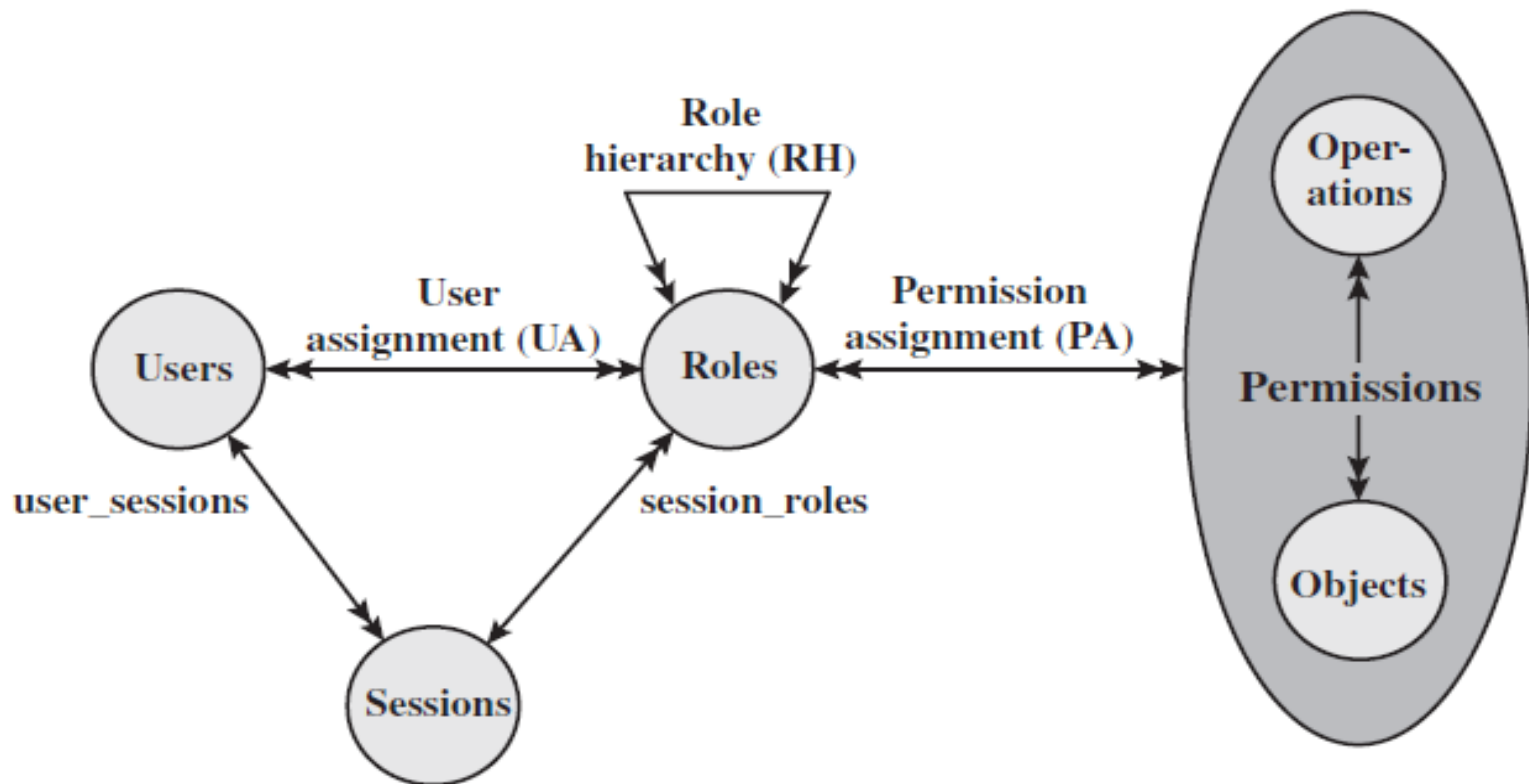 Role
hierarchy (RH)
Oper-
ations
User
assignment (UA)
Permission
assignment (PA)
Users
Roles
Permissions
user_sessions
session_roles
Objects
Sessions